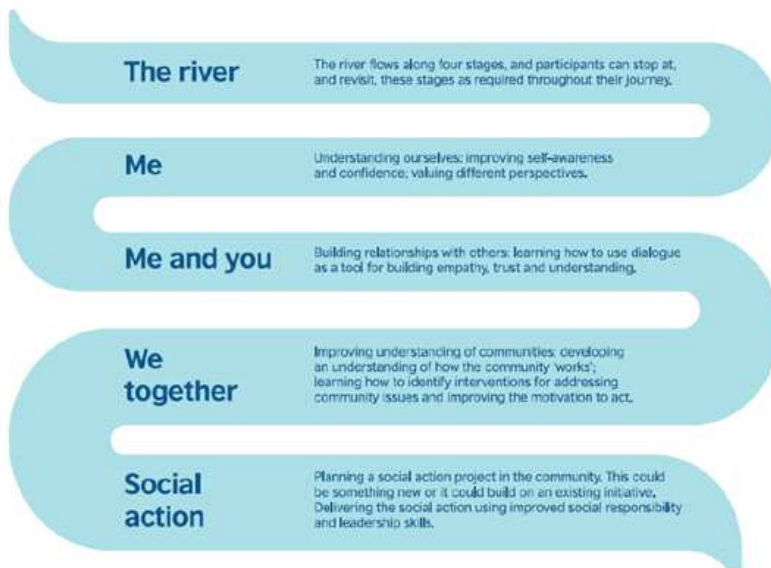 The river
The river flows along four stages, and participants can stop at,
and revisit, these stages as required throughout their journey.
Me
Understanding ourselves: improving self-awareness
and confidence; valuing different perspectives.
Me and you
Building relationships with others: learning how to use dialogue
as a tool for building empathy, trust and understanding.
We
together
Improving understanding of communities: developing
an understanding of how the community 'works';
learning how to identify interventions for addressing
community issues and improving the motivation to act.
Social
action
Planning a social action project in the community. This could
be something new or it could build on an existing initiative.
Delivering the social action using improved social responsibility
and leadership skills.